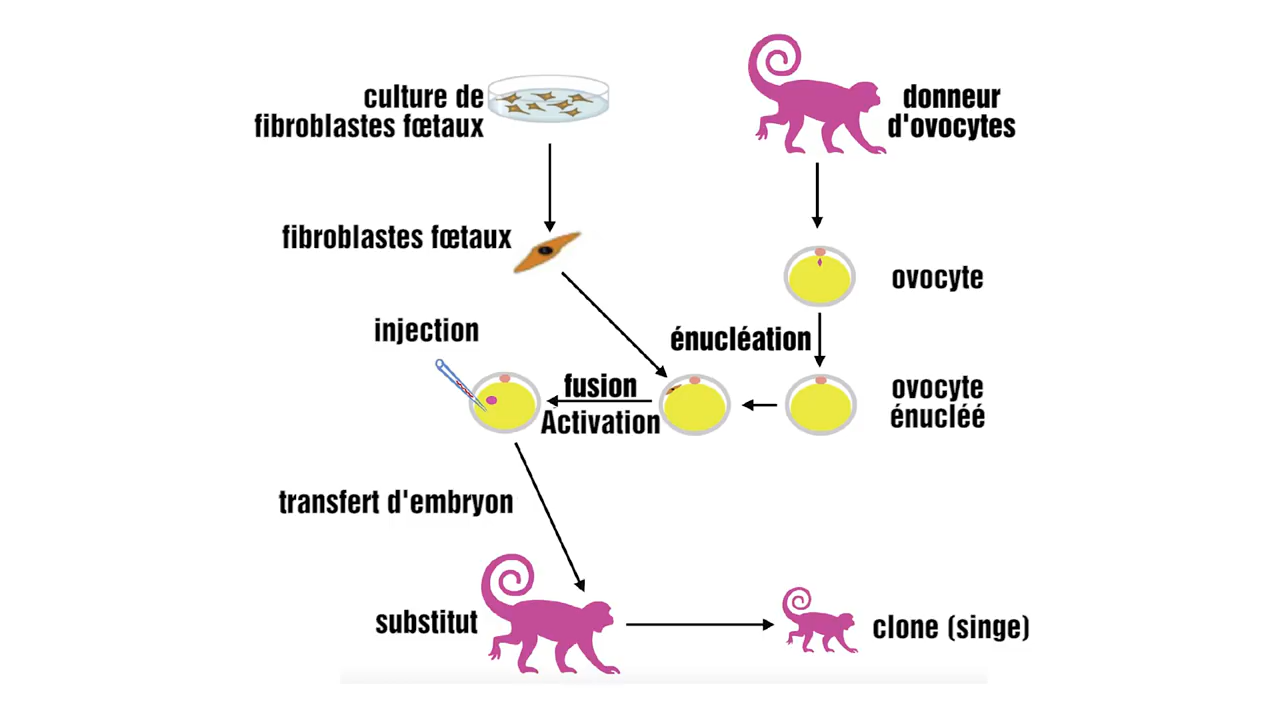 culture de
fibroblastes fœtaux
donneur
d'ovocytes
fibroblastes fœtaux
ovocyte
injection
énucléation
fusion
Activation
ovocyte
énucléé
transfert d'embryon
substitut
clone (singe)